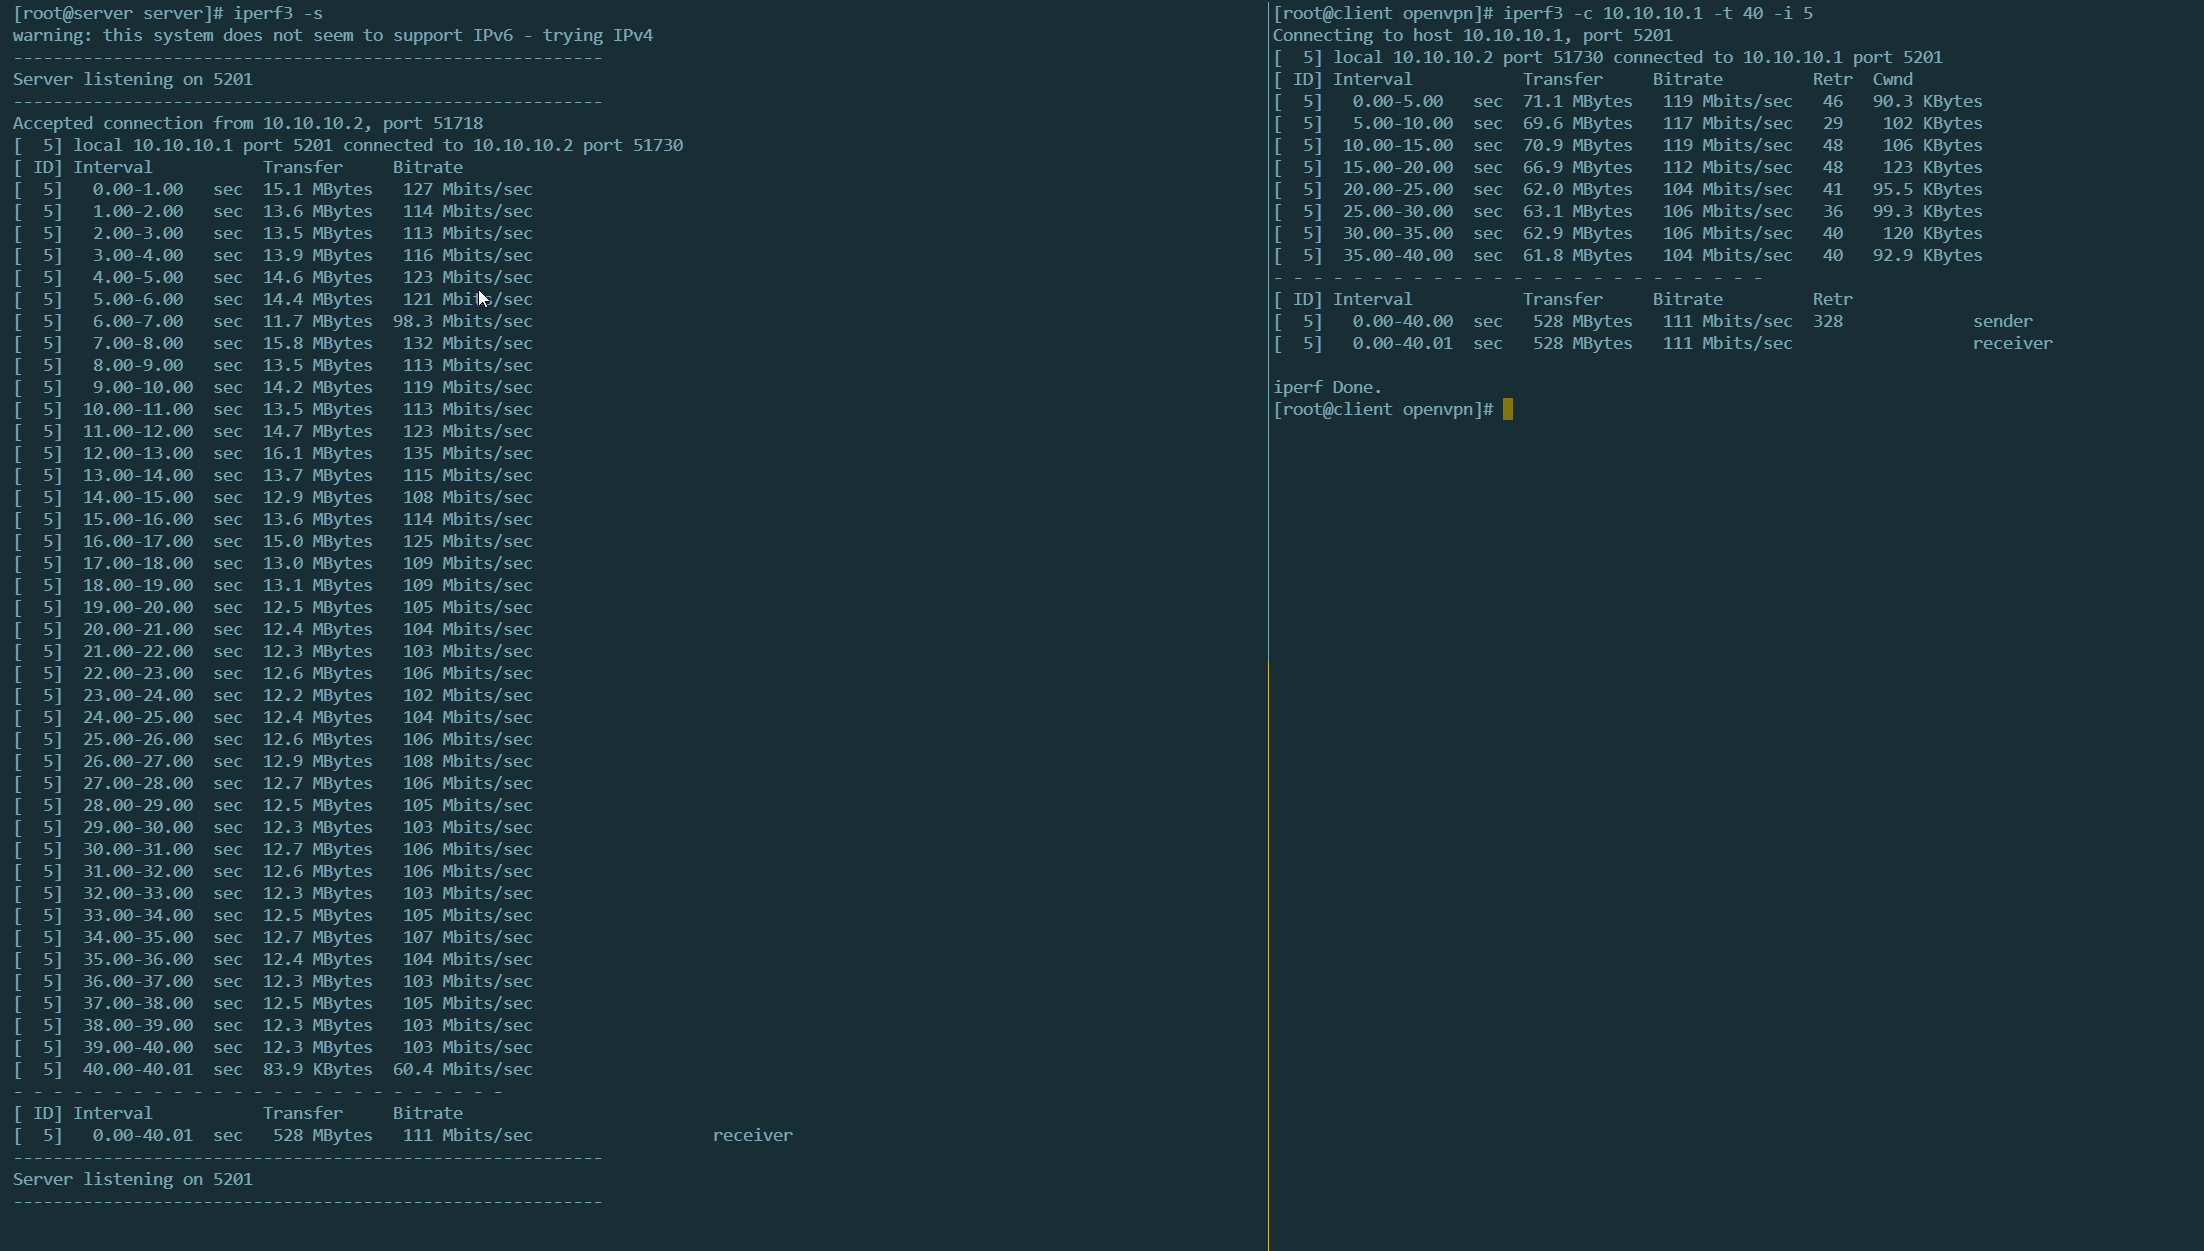 [root@server server]# iperf3 -s
warning: this system does not seem to support IPv6 - trying IPv4
-----------------------------------------------------------
Server listening on 5201
-----------------------------------------------------------
Accepted connection from 10.10.10.2, port 51718
[  5] local 10.10.10.1 port 5201 connected to 10.10.10.2 port 51730
[ ID] Interval           Transfer     Bitrate
[  5]   0.00-1.00   sec  15.1 MBytes   127 Mbits/sec
[  5]   1.00-2.00   sec  13.6 MBytes   114 Mbits/sec
[  5]   2.00-3.00   sec  13.5 MBytes   113 Mbits/sec
[  5]   3.00-4.00   sec  13.9 MBytes   116 Mbits/sec
[  5]   4.00-5.00   sec  14.6 MBytes   123 Mbits/sec
[  5]   5.00-6.00   sec  14.4 MBytes   121 Mbits/sec
[  5]   6.00-7.00   sec  11.7 MBytes  98.3 Mbits/sec
[  5]   7.00-8.00   sec  15.8 MBytes   132 Mbits/sec
[  5]   8.00-9.00   sec  13.5 MBytes   113 Mbits/sec
[  5]   9.00-10.00  sec  14.2 MBytes   119 Mbits/sec
[  5]  10.00-11.00  sec  13.5 MBytes   113 Mbits/sec
[  5]  11.00-12.00  sec  14.7 MBytes   123 Mbits/sec
[  5]  12.00-13.00  sec  16.1 MBytes   135 Mbits/sec
[  5]  13.00-14.00  sec  13.7 MBytes   115 Mbits/sec
[  5]  14.00-15.00  sec  12.9 MBytes   108 Mbits/sec
[  5]  15.00-16.00  sec  13.6 MBytes   114 Mbits/sec
[  5]  16.00-17.00  sec  15.0 MBytes   125 Mbits/sec
[  5]  17.00-18.00  sec  13.0 MBytes   109 Mbits/sec
[  5]  18.00-19.00  sec  13.1 MBytes   109 Mbits/sec
[  5]  19.00-20.00  sec  12.5 MBytes   105 Mbits/sec
[  5]  20.00-21.00  sec  12.4 MBytes   104 Mbits/sec
[  5]  21.00-22.00  sec  12.3 MBytes   103 Mbits/sec
[  5]  22.00-23.00  sec  12.6 MBytes   106 Mbits/sec
[  5]  23.00-24.00  sec  12.2 MBytes   102 Mbits/sec
[  5]  24.00-25.00  sec  12.4 MBytes   104 Mbits/sec
[  5]  25.00-26.00  sec  12.6 MBytes   106 Mbits/sec
[  5]  26.00-27.00  sec  12.9 MBytes   108 Mbits/sec
[  5]  27.00-28.00  sec  12.7 MBytes   106 Mbits/sec
[  5]  28.00-29.00  sec  12.5 MBytes   105 Mbits/sec
[  5]  29.00-30.00  sec  12.3 MBytes   103 Mbits/sec
[  5]  30.00-31.00  sec  12.7 MBytes   106 Mbits/sec
[  5]  31.00-32.00  sec  12.6 MBytes   106 Mbits/sec
[  5]  32.00-33.00  sec  12.3 MBytes   103 Mbits/sec
[  5]  33.00-34.00  sec  12.5 MBytes   105 Mbits/sec
[  5]  34.00-35.00  sec  12.7 MBytes   107 Mbits/sec
[  5]  35.00-36.00  sec  12.4 MBytes   104 Mbits/sec
[  5]  36.00-37.00  sec  12.3 MBytes   103 Mbits/sec
[  5]  37.00-38.00  sec  12.5 MBytes   105 Mbits/sec
[  5]  38.00-39.00  sec  12.3 MBytes   103 Mbits/sec
[  5]  39.00-40.00  sec  12.3 MBytes   103 Mbits/sec
[  5]  40.00-40.01  sec  83.9 KBytes  60.4 Mbits/sec
- - - - - - - - - - - - - - - - - - - - - - - - -
[ ID] Interval           Transfer     Bitrate
[  5]   0.00-40.01  sec   528 MBytes   111 Mbits/sec                  receiver
-----------------------------------------------------------
Server listening on 5201
-----------------------------------------------------------
[root@client openvpn]# iperf3 -c 10.10.10.1 -t 40 -i 5
Connecting to host 10.10.10.1, port 5201
[  5] local 10.10.10.2 port 51730 connected to 10.10.10.1 port 5201
[ ID] Interval           Transfer     Bitrate         Retr  Cwnd
[  5]   0.00-5.00   sec  71.1 MBytes   119 Mbits/sec   46   90.3 KBytes
[  5]   5.00-10.00  sec  69.6 MBytes   117 Mbits/sec   29    102 KBytes
[  5]  10.00-15.00  sec  70.9 MBytes   119 Mbits/sec   48    106 KBytes
[  5]  15.00-20.00  sec  66.9 MBytes   112 Mbits/sec   48    123 KBytes
[  5]  20.00-25.00  sec  62.0 MBytes   104 Mbits/sec   41   95.5 KBytes
[  5]  25.00-30.00  sec  63.1 MBytes   106 Mbits/sec   36   99.3 KBytes
[  5]  30.00-35.00  sec  62.9 MBytes   106 Mbits/sec   40    120 KBytes
[  5]  35.00-40.00  sec  61.8 MBytes   104 Mbits/sec   40   92.9 KBytes
- - - - - - - - - - - - - - - - - - - - - - - - -
[ ID] Interval           Transfer     Bitrate         Retr
[  5]   0.00-40.00  sec   528 MBytes   111 Mbits/sec  328             sender
[  5]   0.00-40.01  sec   528 MBytes   111 Mbits/sec                  receiver
iperf Done.
[root@client openvpn]#